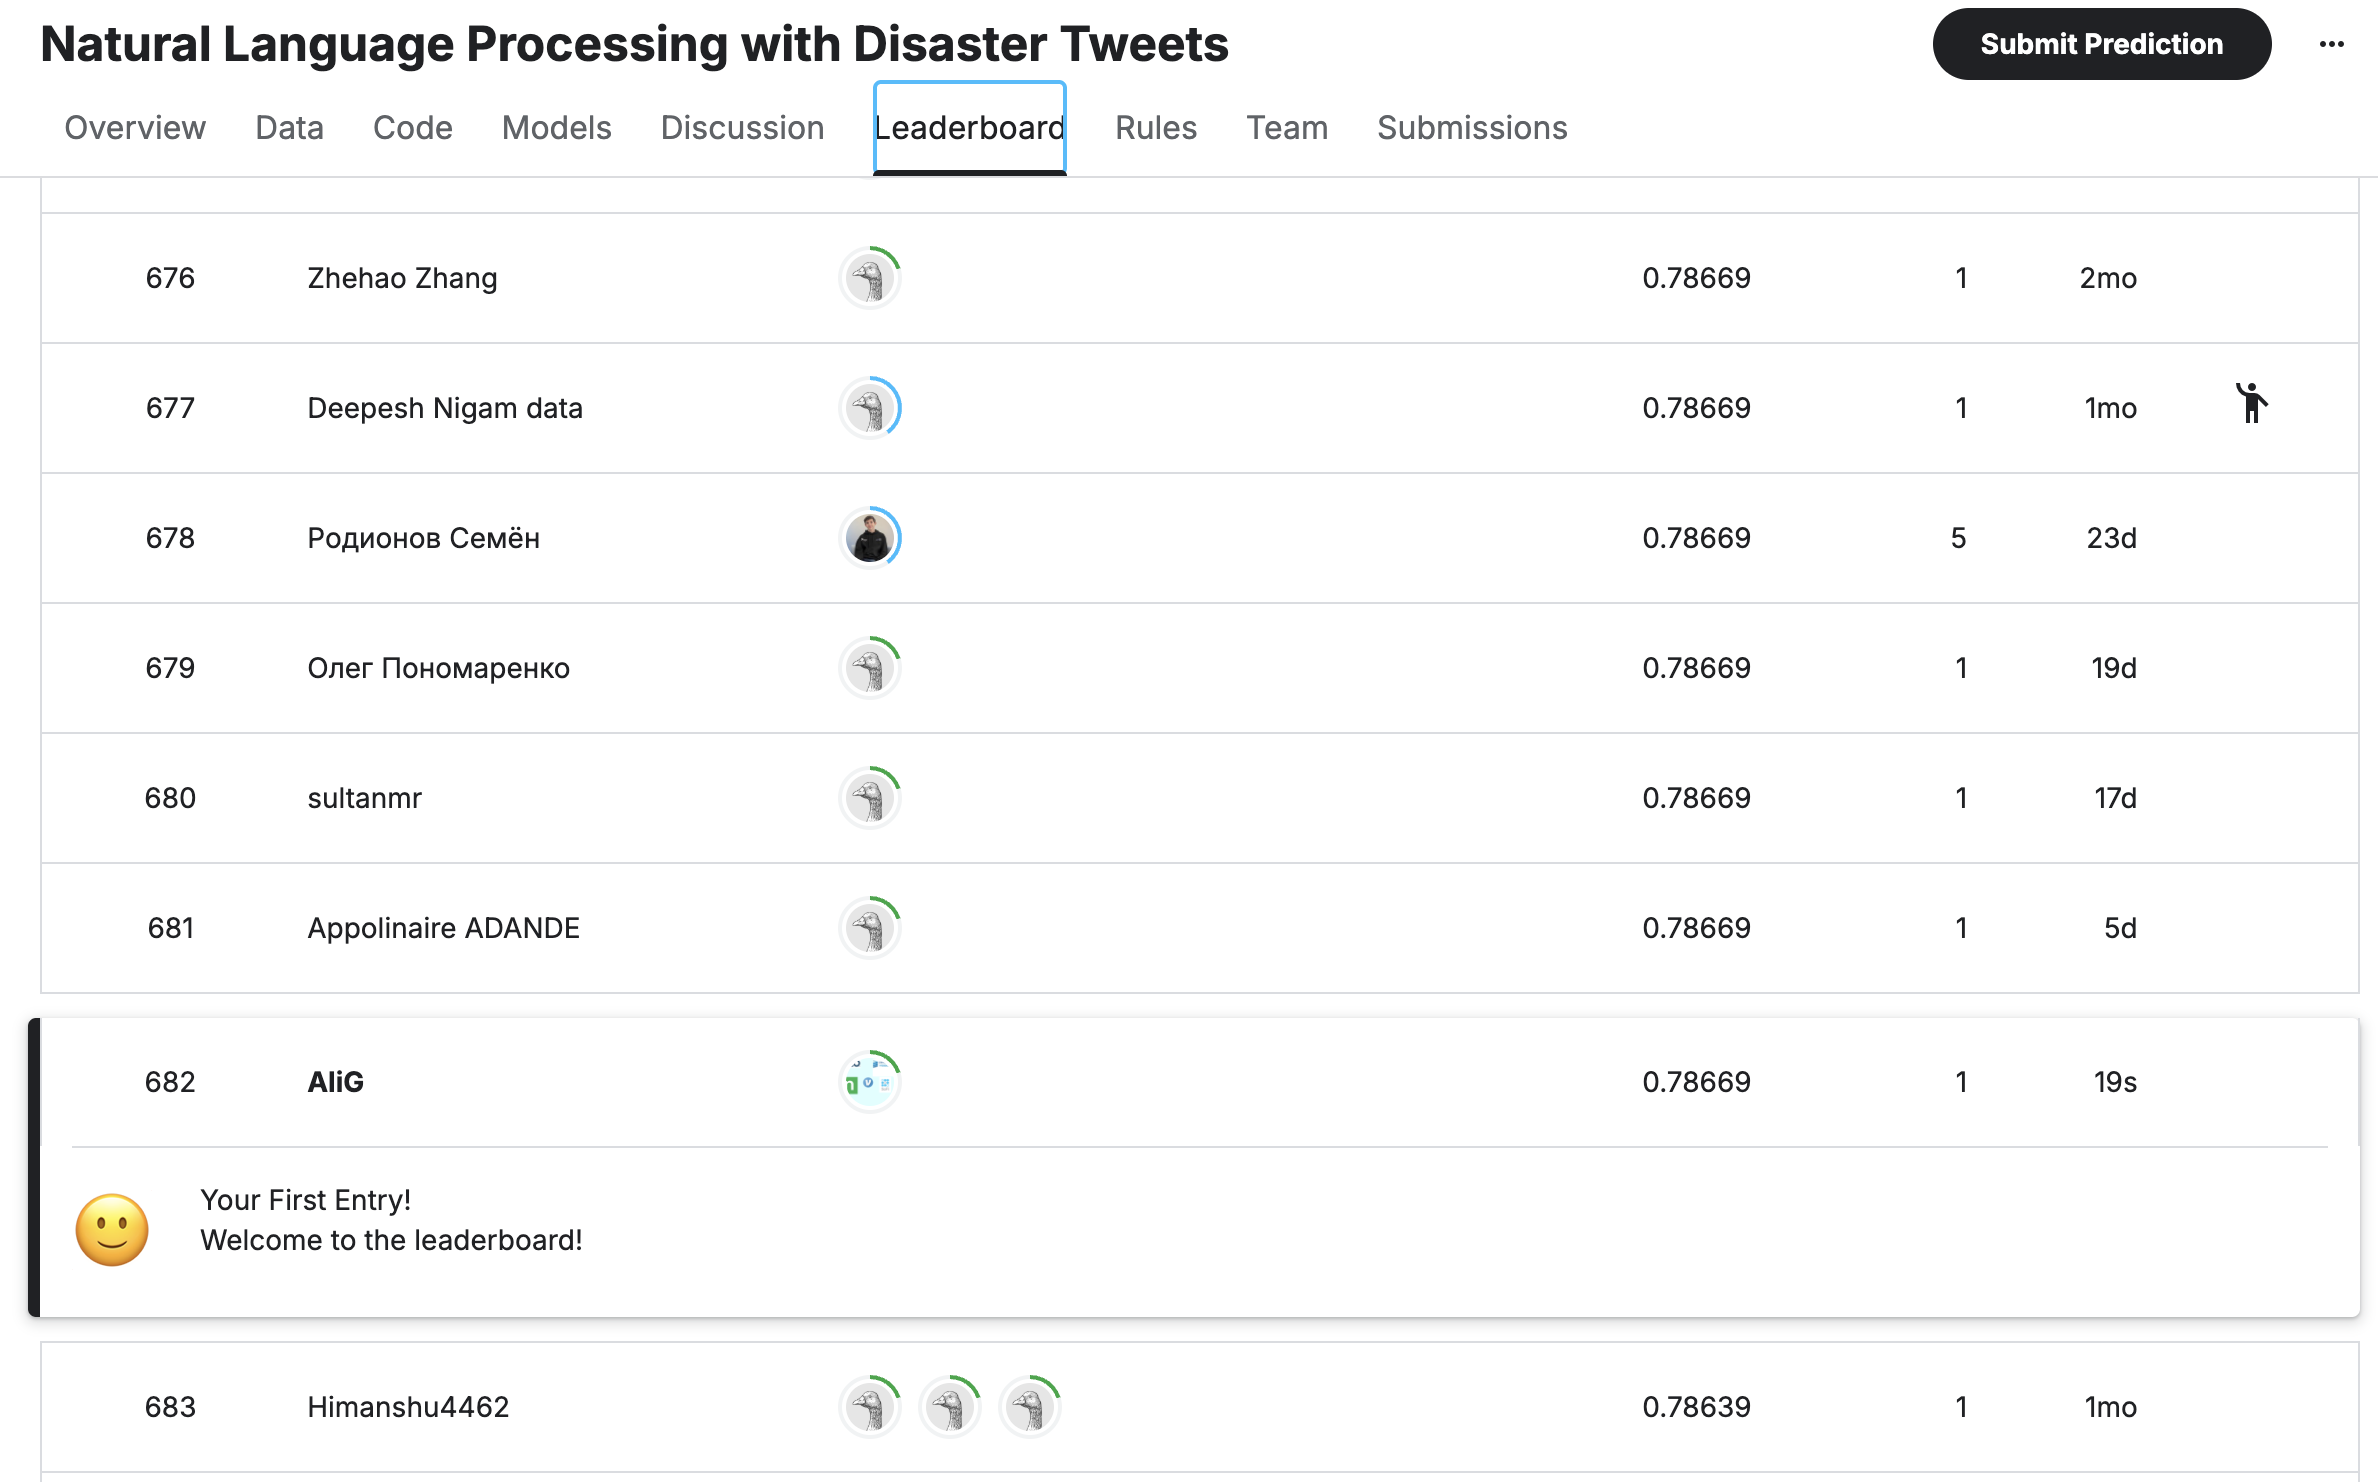 Natural Language Processing with Disaster Tweets
Submit Prediction
Overview Data Code Models Discussion Leaderboard Rules Team Submissions
676 Zhehao Zhang 0.78669 1 2mo
677 Deepesh Nigam data 0.78669 1 1mo
678 Родионов Семён 0.78669 5 23d
679 Олег Пономаренко 0.78669 1 19d
680 sultanmr 0.78669 1 17d
681 Appolinaire ADANDE 0.78669 1 5d
682 AliG 0.78669 1 19s
Your First Entry!
Welcome to the leaderboard!
683 Himanshu4462 0.78639 1 1mo